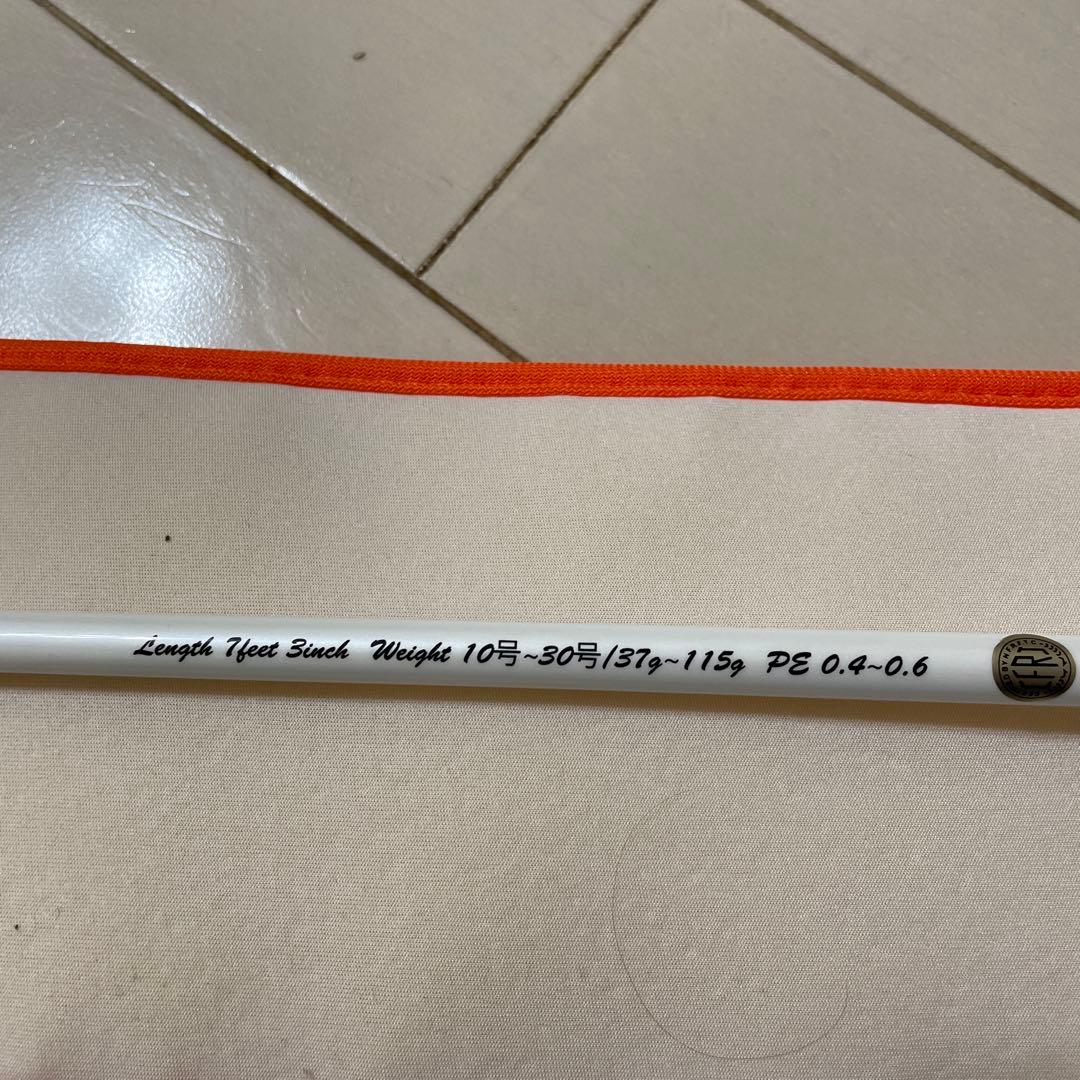 Length 7feet 3inch Weight 10号~30号/37g~115g PE 0.4~0.6